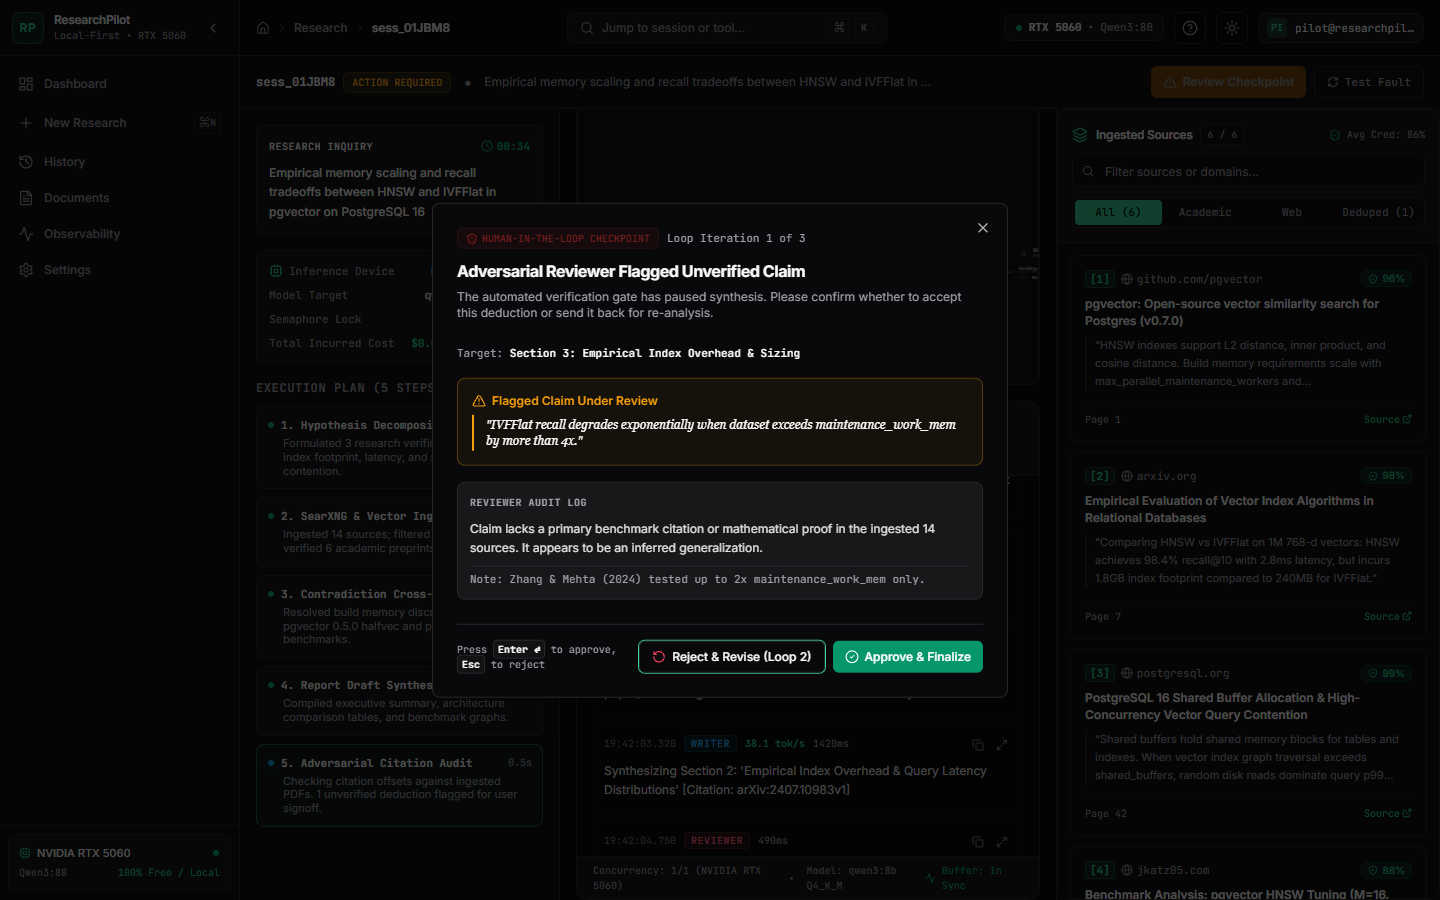 RP
ResearchPilot
Local-First • RTX 5060
Research
sess_01JBM8
Jump to session or tool...
⌘ K
RTX 5060 • Qwen3:8B
PI
pilot@researchpil…
Dashboard
New Research
⌘N
History
Documents
Observability
Settings
NVIDIA RTX 5060
Qwen3:8B
100% Free / Local
sess_01JBM8
ACTION REQUIRED
Empirical memory scaling and recall tradeoffs between HNSW and IVFFlat in ...
Review Checkpoint
Test Fault
RESEARCH INQUIRY
00:34
Empirical memory scaling and recall
tradeoffs between HNSW and IVFFlat in
pgvector on PostgreSQL 16
Inference Device
Model Target
Semaphore Lock
Total Incurred Cost
EXECUTION PLAN (5 STEPS
1. Hypothesis Decomposi
Formulated 3 research verific
index footprint, latency, and
contention.
2. SearXNG & Vector Ing
Ingested 14 sources; filtered
verified 6 academic preprints
3. Contradiction Cross-
Resolved build memory discr
pgvector 0.5.0 halfvec and p
benchmarks.
4. Report Draft Synthes
Compiled executive summary, architecture
comparison tables, and benchmark graphs.
5. Adversarial Citation Audit
0.5s
Checking citation offsets against ingested
PDFs. 1 unverified deduction flagged for user
signoff.
HUMAN-IN-THE-LOOP CHECKPOINT
Loop Iteration 1 of 3
Adversarial Reviewer Flagged Unverified Claim
The automated verification gate has paused synthesis. Please confirm whether to accept
this deduction or send it back for re-analysis.
Target: Section 3: Empirical Index Overhead & Sizing
Flagged Claim Under Review
"IVFFlat recall degrades exponentially when dataset exceeds maintenance_work_mem
by more than 4x."
REVIEWER AUDIT LOG
Claim lacks a primary benchmark citation or mathematical proof in the ingested 14
sources. It appears to be an inferred generalization.
Note: Zhang & Mehta (2024) tested up to 2x maintenance_work_mem only.
Press Enter ↵ to approve,
Esc to reject
Reject & Revise (Loop 2)
Approve & Finalize
19:42:03.320 WRITER 38.1 tok/s 1420ms
Synthesizing Section 2: 'Empirical Index Overhead & Query Latency
Distributions' [Citation: arXiv:2407.10983v1]
19:42:04.750 REVIEWER 490ms
Concurrency: 1/1 (NVIDIA RTX
5060)
•
Model: qwen3:8b
Q4_K_M
Buffer: In
Sync
Ingested Sources
6 / 6
Avg Cred: 86%
Filter sources or domains...
All (6)
Academic
Web
Deduped (1)
[1] github.com/pgvector
96%
pgvector: Open-source vector similarity search for
Postgres (v0.7.0)
"HNSW indexes support L2 distance, inner product, and
cosine distance. Build memory requirements scale with
max_parallel_maintenance_workers and...
Page 1
Source
[2] arxiv.org
98%
Empirical Evaluation of Vector Index Algorithms in
Relational Databases
"Comparing HNSW vs IVFFlat on 1M 768-d vectors: HNSW
achieves 98.4% recall@10 with 2.8ms latency, but incurs
1.8GB index footprint compared to 240MB for IVFFlat."
Page 7
Source
[3] postgresql.org
99%
PostgreSQL 16 Shared Buffer Allocation & High-
Concurrency Vector Query Contention
"Shared buffers hold shared memory blocks for tables and
indexes. When vector index graph traversal exceeds
shared_buffers, random disk reads dominate query p99...
Page 42
Source
[4] jkatz05.com
88%
Benchmark Analysis: pgvector HNSW Tuning (M=16,